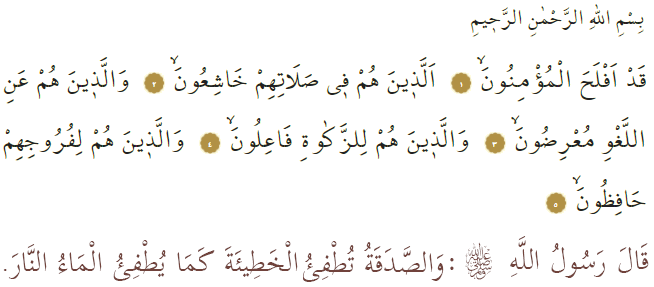 بِسْمِ اللهِ الرَّحْمٰنِ الرَّحٖيمِ
قَدْ اَفْلَحَ الْمُؤْمِنُونَۙ ﴿١﴾ اَلَّذٖينَ هُمْ فٖى صَلَاتِهِمْ خَاشِعُونَۙ ﴿٢﴾ وَالَّذٖينَ هُمْ عَنِ
اللَّغْوِ مُعْرِضُونَۙ ﴿٣﴾ وَالَّذٖينَ هُمْ لِلزَّكٰوةِ فَاعِلُونَۙ ﴿٤﴾ وَالَّذٖينَ هُمْ لِفُرُوجِهِمْ
حَافِظُونَۙ ﴿٥﴾
قَالَ رَسُولُ اللَّهِ ﷺ :وَالصَّدَقَةُ تُطْفِئُ الْخَطِيئَةَ كَمَا يُطْفِئُ الْمَاءُ النَّارَ.